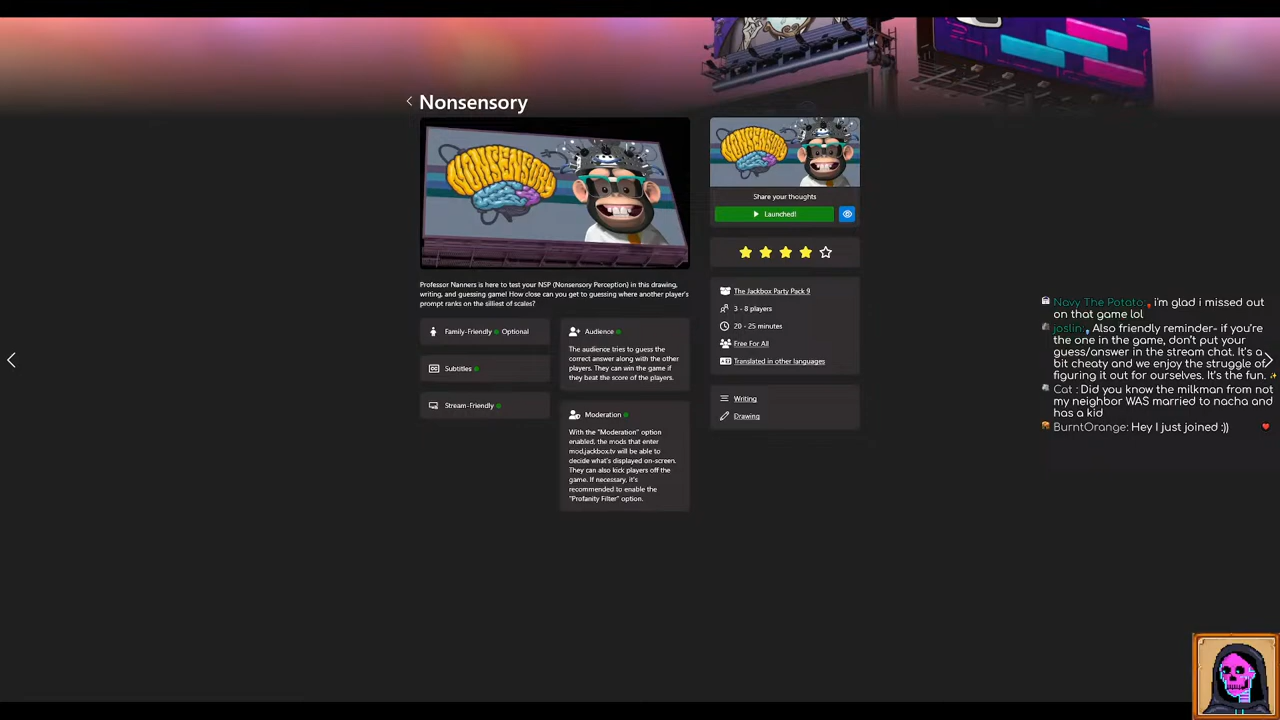 Nonsensory
NONSENSORY
Professor Nanners is here to test your NSP (Nonsensory Perception) in this drawing,
writing, and guessing game! How close can you get to guessing where another player's
prompt ranks on the silliest of scales?
Family-Friendly Optional
Subtitles
Stream-Friendly
Audience
The audience tries to guess the
correct answer along with the other
players. They can win the game if
they beat the score of the players.
Moderation
With the "Moderation" option
enabled, the mods that enter
mod.jackbox.tv will be able to
decide what's displayed on-screen.
They can also kick players off the
game. If necessary, it's
recommended to enable the
"Profanity Filter" option.
NONSENSORY
Share your thoughts
Launched!
The Jackbox Party Pack 9
3 - 8 players
20 - 25 minutes
Free For All
Translated in other languages
Writing
Drawing
Navy The Potato: i'm glad i missed out
on that game lol
joslin: Also friendly reminder- if you're
the one in the game, don't put your
guess/answer in the stream chat. It's a
bit cheaty and we enjoy the struggle of
figuring it out for ourselves. It's the fun.
Cat : Did you know the milkman from not
my neighbor WAS married to nacha and
has a kid
BurntOrange: Hey I just joined :))